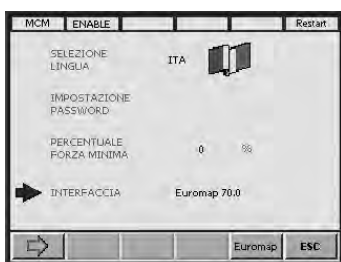 MCM ENABLE Restart
SELEZIONE
LINGUA
ITA
IMPOSTAZIONE
PASSWORD
PERCENTUALE
FORZA MINIMA
0 %
INTERFACCIA Euromap 70.0
Euromap ESC